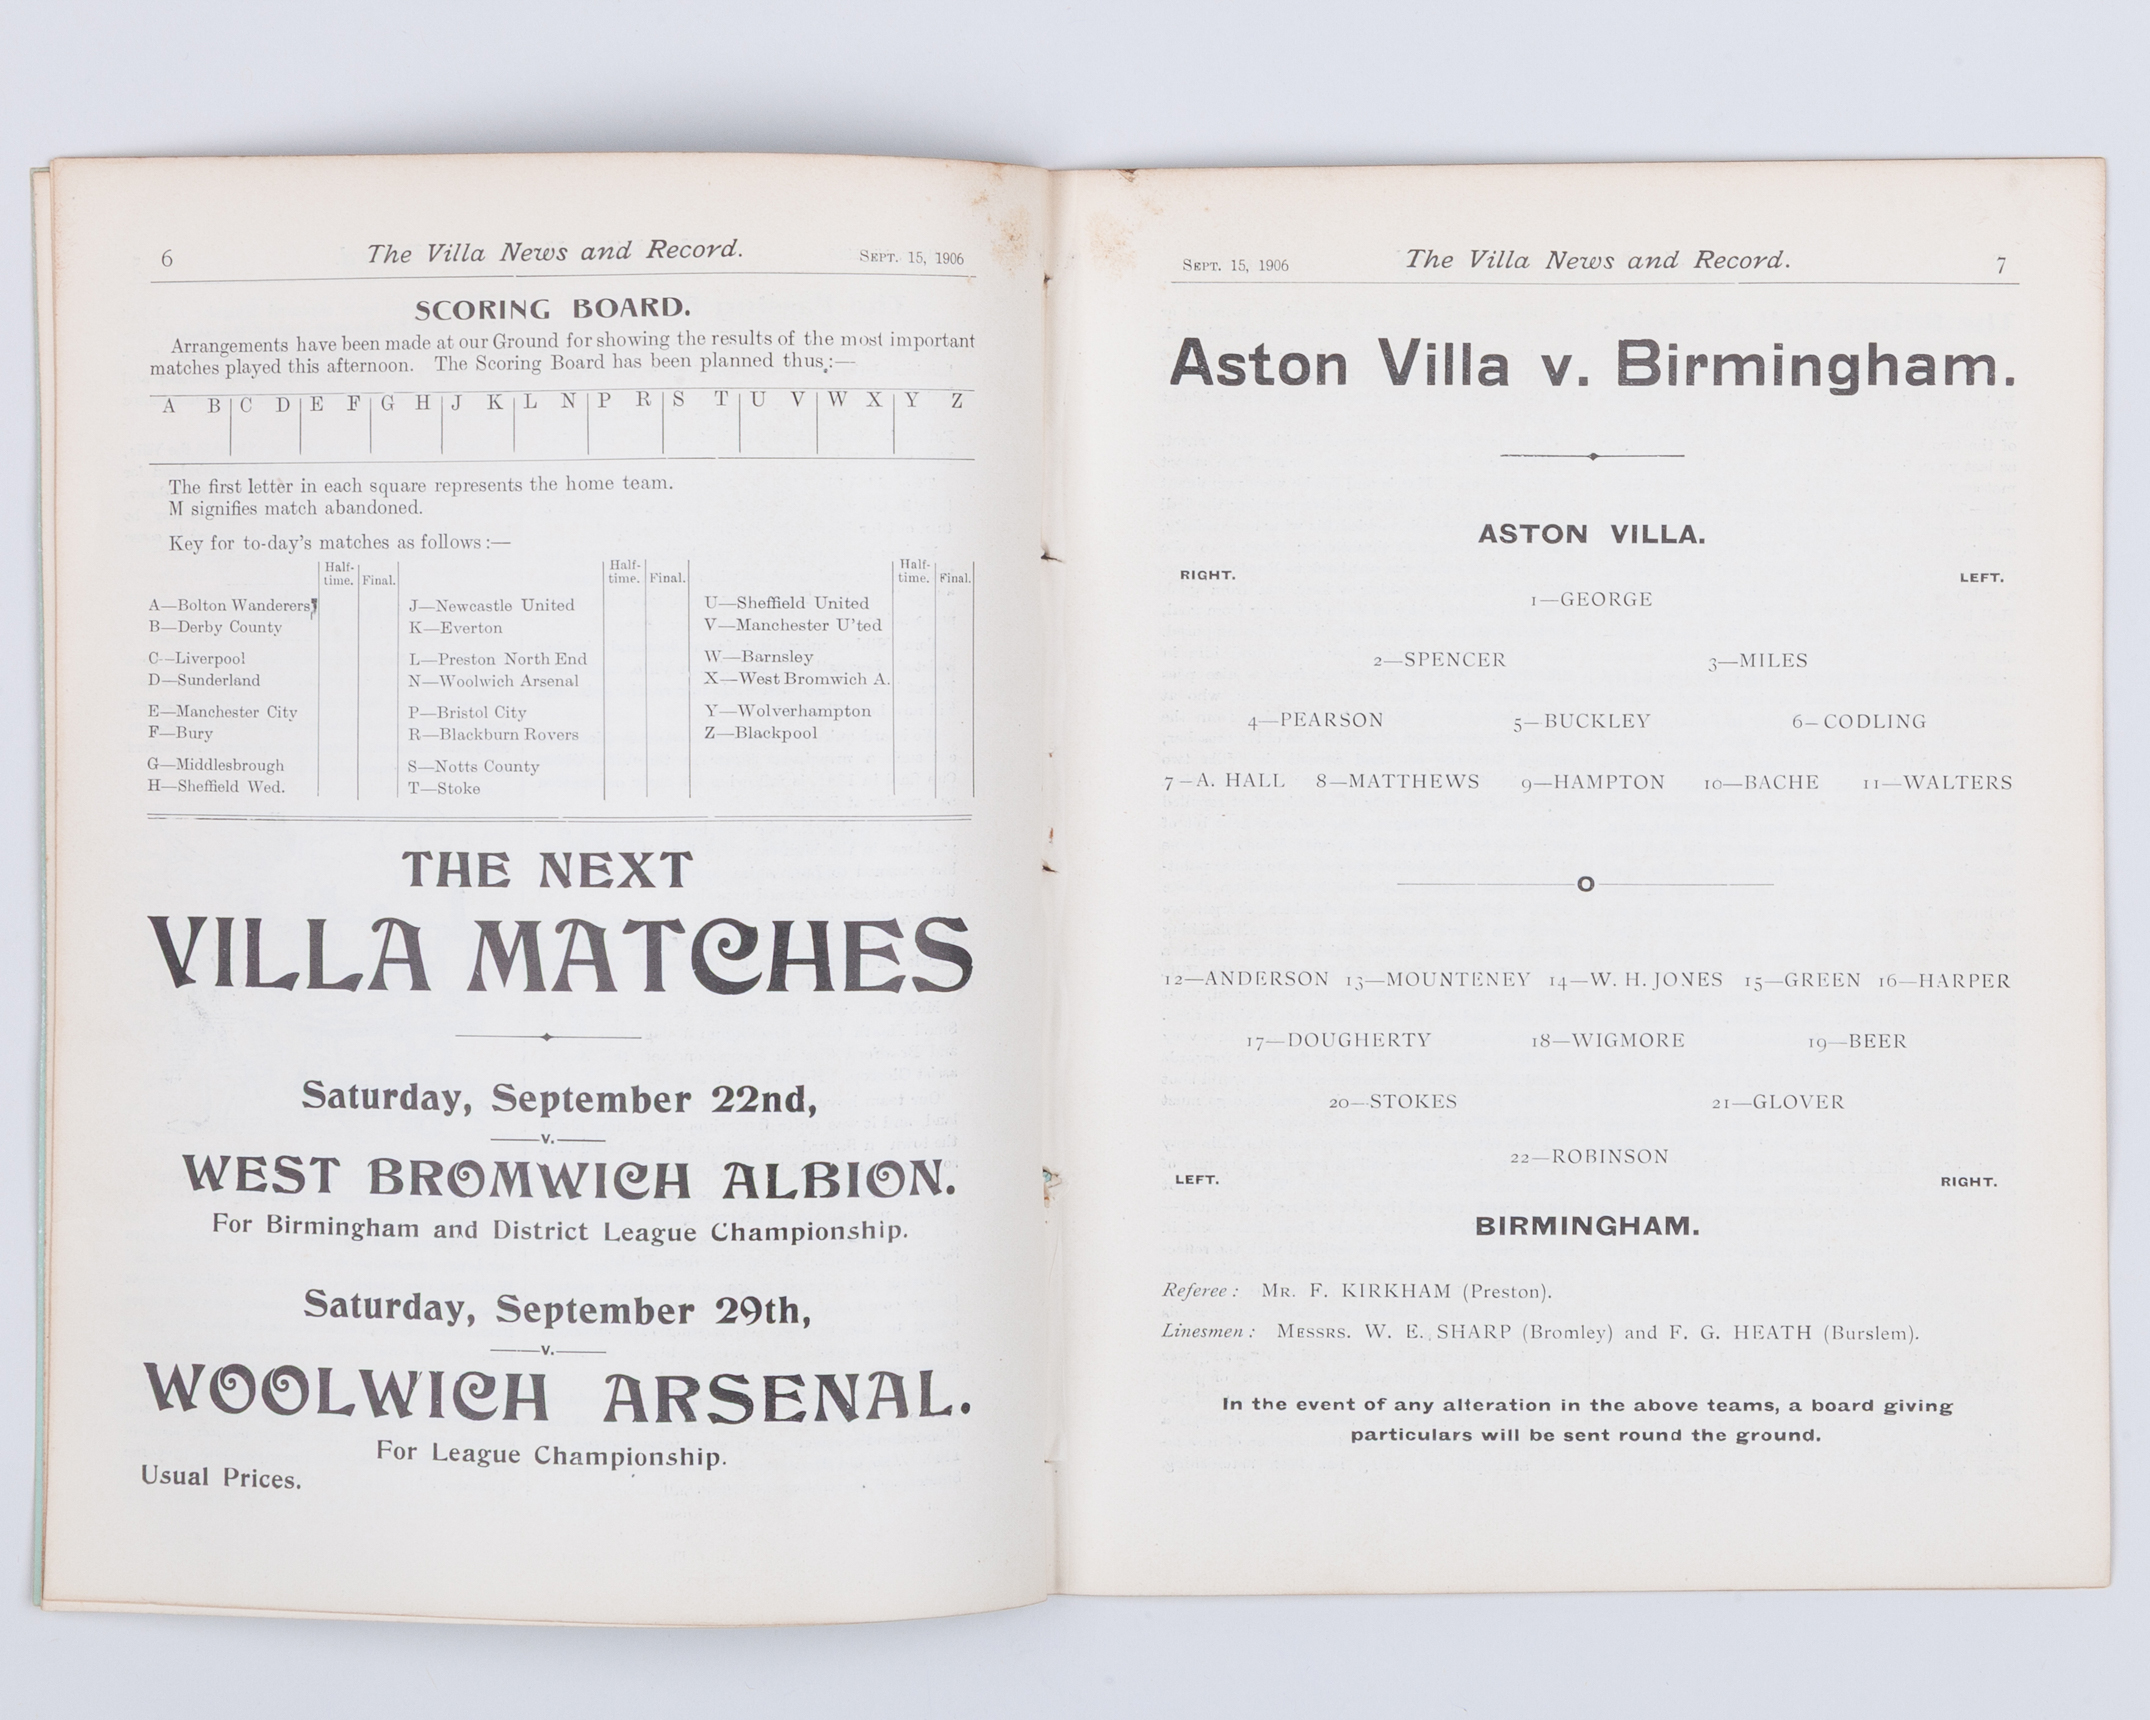 6 The Villa News and Record. SEPT. 15, 1906
SCORING BOARD.
Arrangements have been made at our Ground for showing the results of the most important
matches played this afternoon. The Scoring Board has been planned thus:—
A B C D E F G H J K L N P R S T U V W X Y Z
The first letter in each square represents the home team.
M signifies match abandoned.
Key for to-day's matches as follows:—
Half-time. Final. Half-time. Final. Half-time. Final.
A—Bolton Wanderers
B—Derby County
C—Liverpool
D—Sunderland
E—Manchester City
F—Bury
G—Middlesbrough
H—Sheffield Wed.
J—Newcastle United
K—Everton
L—Preston North End
N—Woolwich Arsenal
P—Bristol City
R—Blackburn Rovers
S—Notts County
T—Stoke
U—Sheffield United
V—Manchester U'ted
W—Barnsley
X—West Bromwich A.
Y—Wolverhampton
Z—Blackpool
THE NEXT
VILLA MATCHES
Saturday, September 22nd,
v.
WEST BROMWICH ALBION.
For Birmingham and District League Championship.
Saturday, September 29th,
v.
WOOLWICH ARSENAL.
For League Championship.
Usual Prices.
SEPT. 15, 1906 The Villa News and Record. 7
Aston Villa v. Birmingham.
ASTON VILLA.
RIGHT. LEFT.
1—GEORGE
2—SPENCER 3—MILES
4—PEARSON 5—BUCKLEY 6—CODLING
7—A. HALL 8—MATTHEWS 9—HAMPTON 10—BACHE 11—WALTERS
O
12—ANDERSON 13—MOUNTENEY 14—W. H. JONES 15—GREEN 16—HARPER
17—DOUGHERTY 18—WIGMORE 19—BEER
20—STOKES 21—GLOVER
22—ROBINSON
LEFT. RIGHT.
BIRMINGHAM.
Referee: MR. F. KIRKHAM (Preston).
Linesmen: MESSRS. W. E. SHARP (Bromley) and F. G. HEATH (Burslem).
In the event of any alteration in the above teams, a board giving
particulars will be sent round the ground.